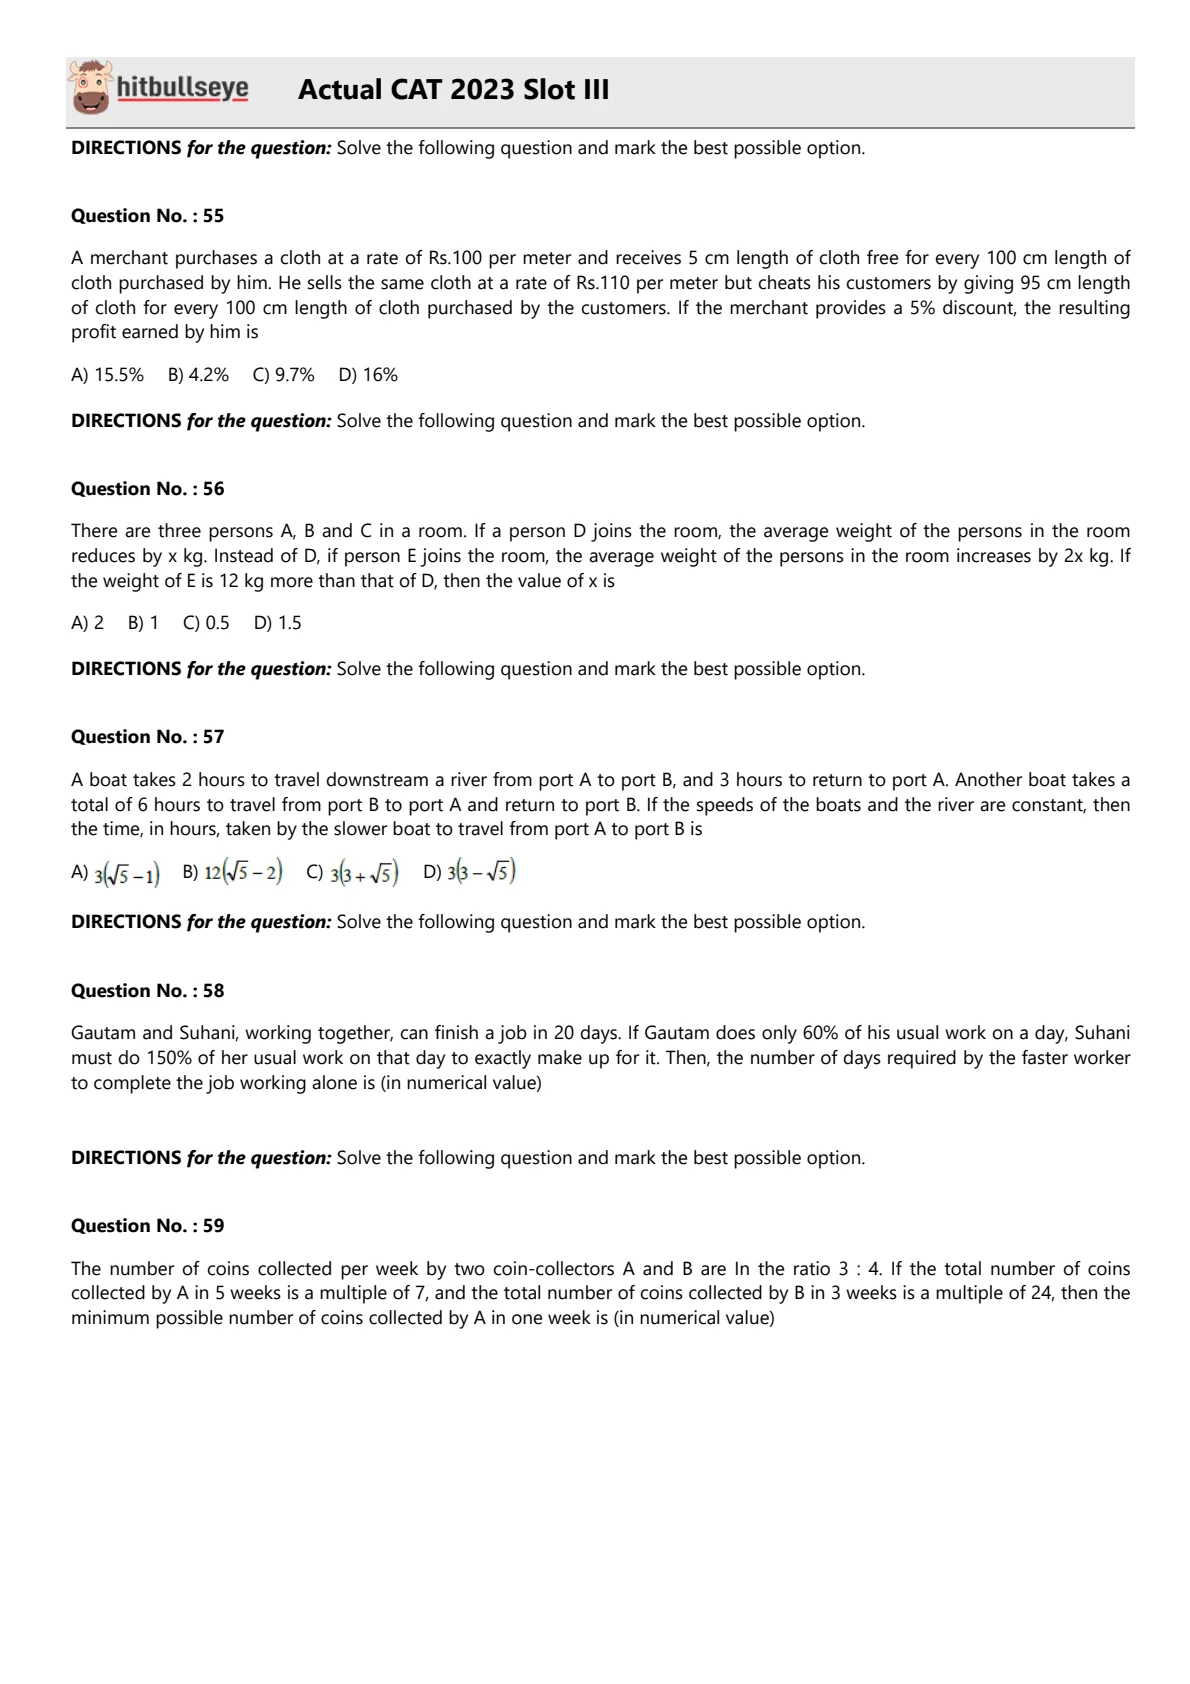 hitbullseye Actual CAT 2023 Slot III
DIRECTIONS for the question: Solve the following question and mark the best possible option.
Question No. : 55
A merchant purchases a cloth at a rate of Rs.100 per meter and receives 5 cm length of cloth free for every 100 cm length of
cloth purchased by him. He sells the same cloth at a rate of Rs.110 per meter but cheats his customers by giving 95 cm length
of cloth for every 100 cm length of cloth purchased by the customers. If the merchant provides a 5% discount, the resulting
profit earned by him is
A) 15.5% B) 4.2% C) 9.7% D) 16%
DIRECTIONS for the question: Solve the following question and mark the best possible option.
Question No. : 56
There are three persons A, B and C in a room. If a person D joins the room, the average weight of the persons in the room
reduces by x kg. Instead of D, if person E joins the room, the average weight of the persons in the room increases by 2x kg. If
the weight of E is 12 kg more than that of D, then the value of x is
A) 2 B) 1 C) 0.5 D) 1.5
DIRECTIONS for the question: Solve the following question and mark the best possible option.
Question No. : 57
A boat takes 2 hours to travel downstream a river from port A to port B, and 3 hours to return to port A. Another boat takes a
total of 6 hours to travel from port B to port A and return to port B. If the speeds of the boats and the river are constant, then
the time, in hours, taken by the slower boat to travel from port A to port B is
A) 3(√5 – 1) B) 12(√5 – 2) C) 3(3 + √5) D) 3(3 – √5)
DIRECTIONS for the question: Solve the following question and mark the best possible option.
Question No. : 58
Gautam and Suhani, working together, can finish a job in 20 days. If Gautam does only 60% of his usual work on a day, Suhani
must do 150% of her usual work on that day to exactly make up for it. Then, the number of days required by the faster worker
to complete the job working alone is (in numerical value)
DIRECTIONS for the question: Solve the following question and mark the best possible option.
Question No. : 59
The number of coins collected per week by two coin-collectors A and B are In the ratio 3 : 4. If the total number of coins
collected by A in 5 weeks is a multiple of 7, and the total number of coins collected by B in 3 weeks is a multiple of 24, then the
minimum possible number of coins collected by A in one week is (in numerical value)